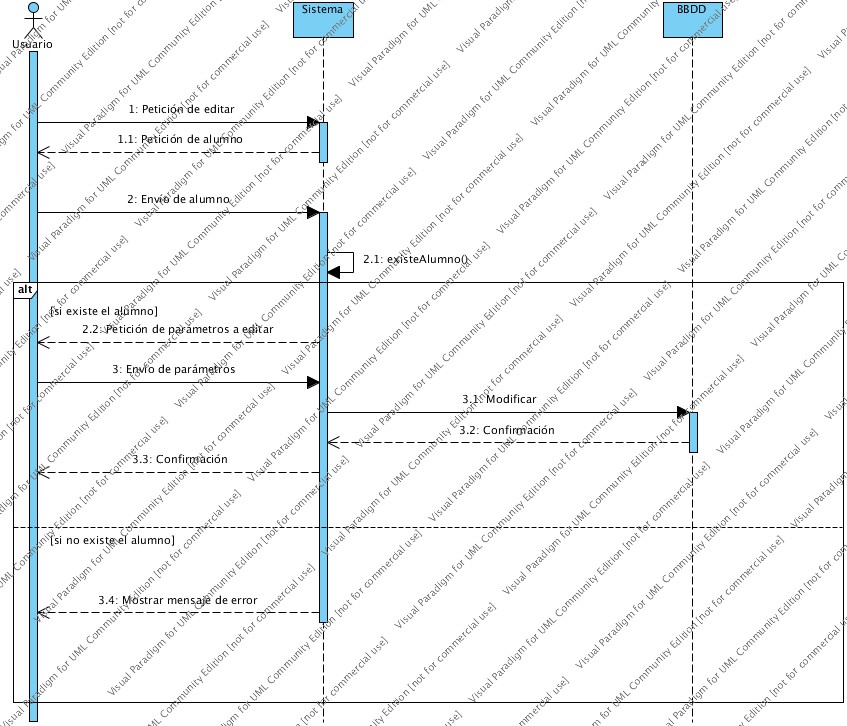 Usuario
Sistema
BBDD
1: Petición de editar
1.1: Petición de alumno
2: Envío de alumno
2.1: existeAlumno()
alt
[si existe el alumno]
2.2: Petición de parámetros a editar
3: Envío de parámetros
3.1: Modificar
3.2: Confirmación
3.3: Confirmación
[si no existe el alumno]
3.4: Mostrar mensaje de error
Visual Paradigm for UML Community Edition [not for commercial use]